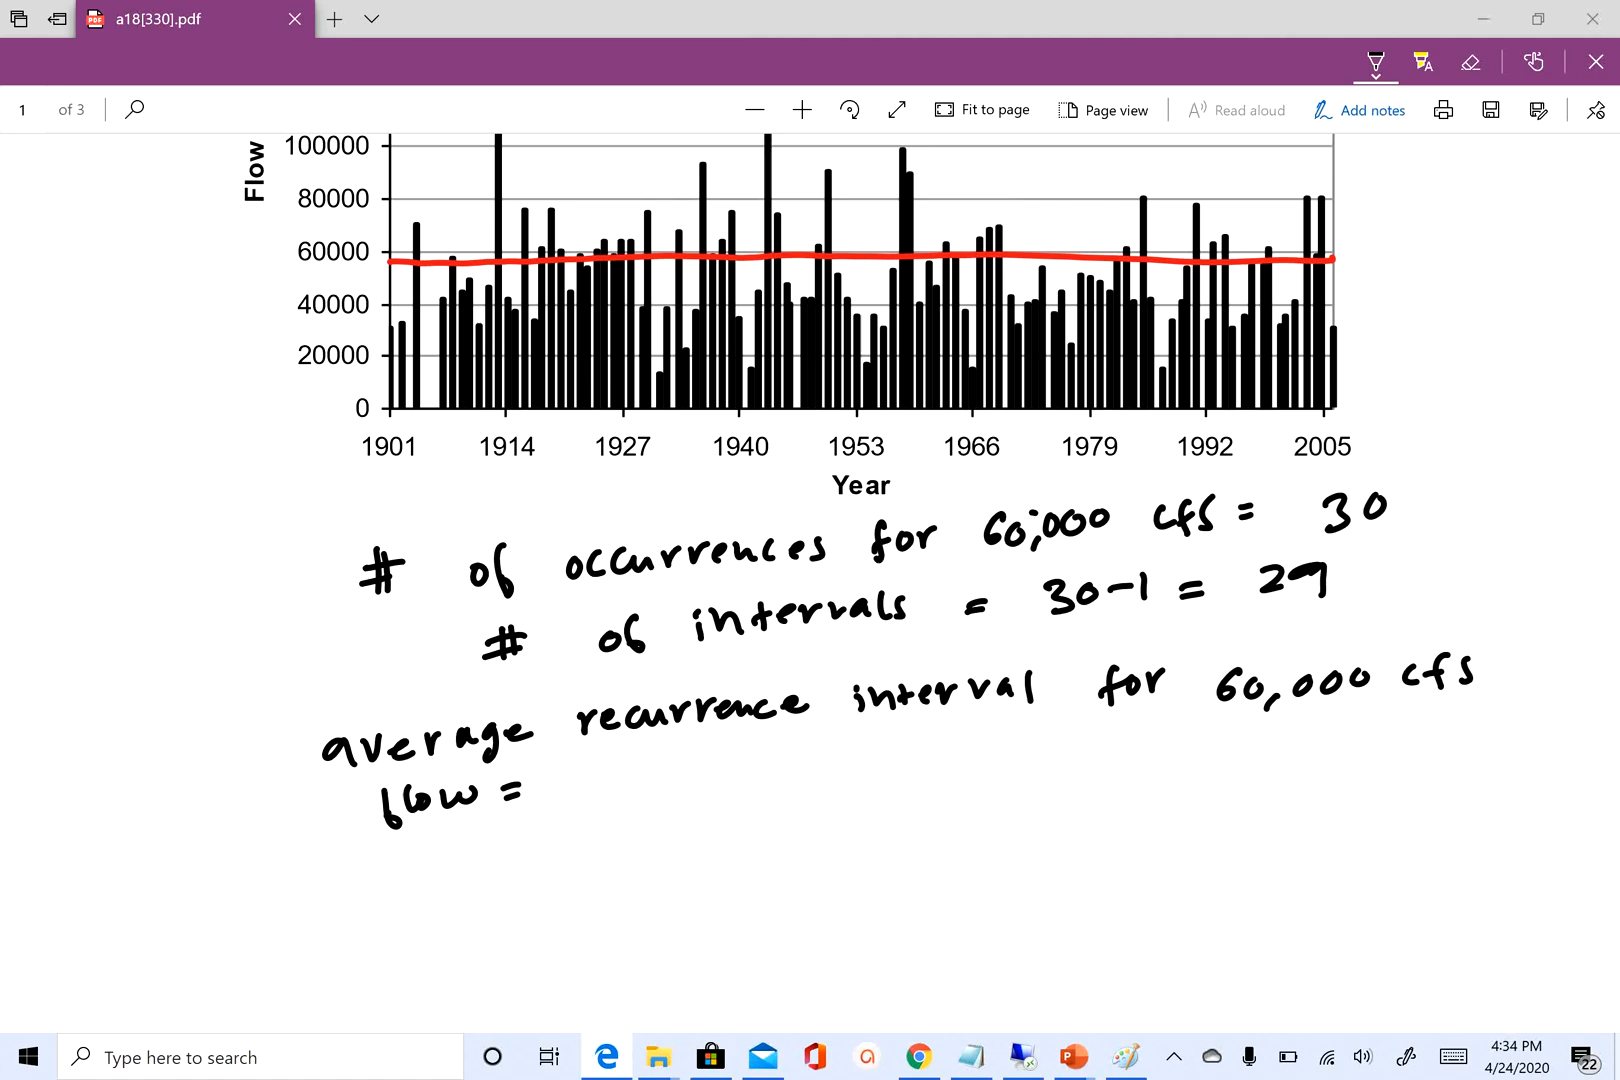 a18[330].pdf
1 of 3
Fit to page
Page view
Read aloud
Add notes
Flow
100000
80000
60000
40000
20000
0
1901 1914 1927 1940 1953 1966 1979 1992 2005
Year
# of occurrences for 60,000 cfs = 30
# of intervals = 30-1 = 29
average recurrence interval for 60,000 cfs
flow =
Type here to search
4:34 PM
4/24/2020
22